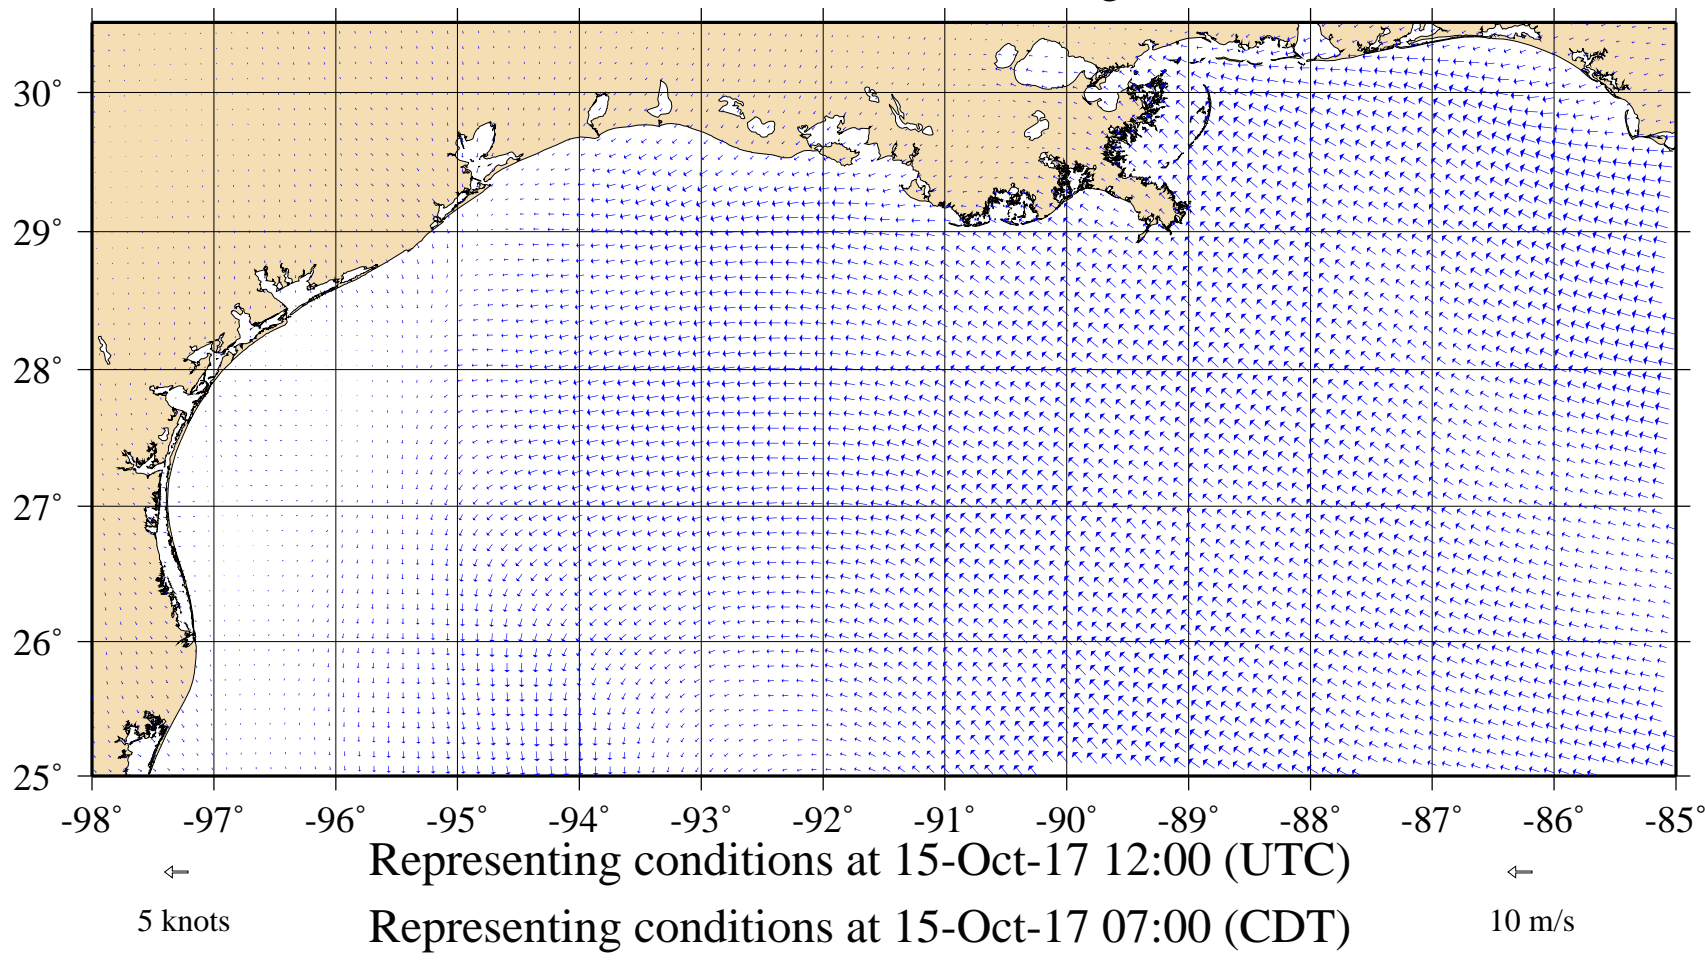 30°
29°
28°
27°
26°
25°
-98° -97° -96° -95° -94° -93° -92° -91° -90° -89° -88° -87° -86° -85°
Representing conditions at 15-Oct-17 12:00 (UTC)
5 knots
Representing conditions at 15-Oct-17 07:00 (CDT)
10 m/s